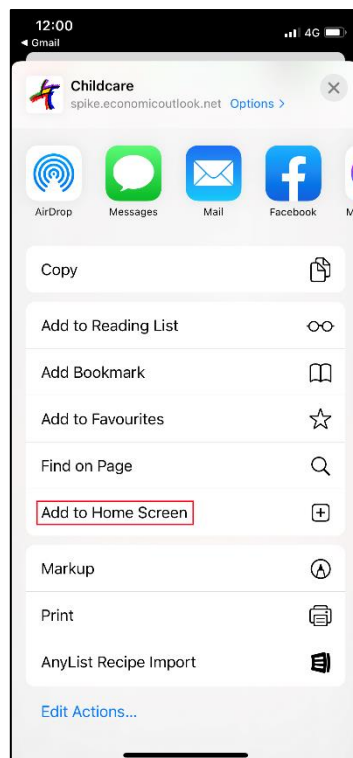 12:00
4G
Gmail
Childcare
spike.economicoutlook.net Options >
AirDrop Messages Mail Facebook M
Copy
Add to Reading List
Add Bookmark
Add to Favourites
Find on Page
Add to Home Screen
Markup
Print
AnyList Recipe Import
Edit Actions...